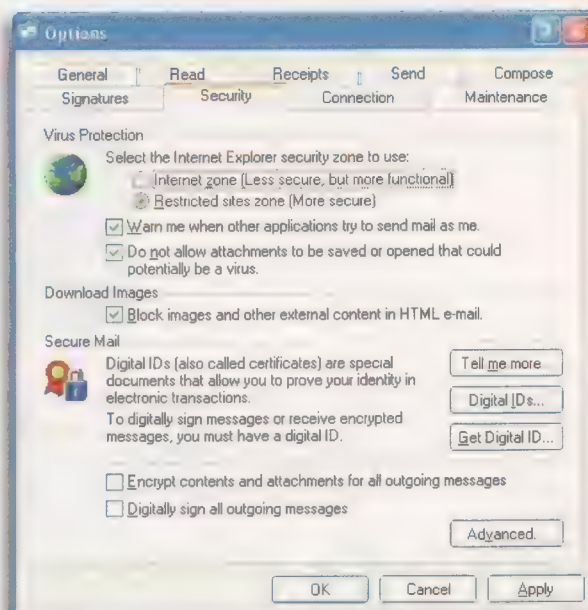 Options
General Read Receipts Send Compose
Signatures Security Connection Maintenance
Virus Protection
Select the Internet Explorer security zone to use:
Internet zone (Less secure, but more functional)
Restricted sites zone (More secure)
Warn me when other applications try to send mail as me.
Do not allow attachments to be saved or opened that could
potentially be a virus.
Download Images
Block images and other external content in HTML e-mail.
Secure Mail
Digital IDs (also called certificates) are special
documents that allow you to prove your identity in
electronic transactions.
Tell me more
Digital IDs...
To digitally sign messages or receive encrypted
messages, you must have a digital ID.
Get Digital ID...
Encrypt contents and attachments for all outgoing messages
Digitally sign all outgoing messages
Advanced.
OK Cancel Apply